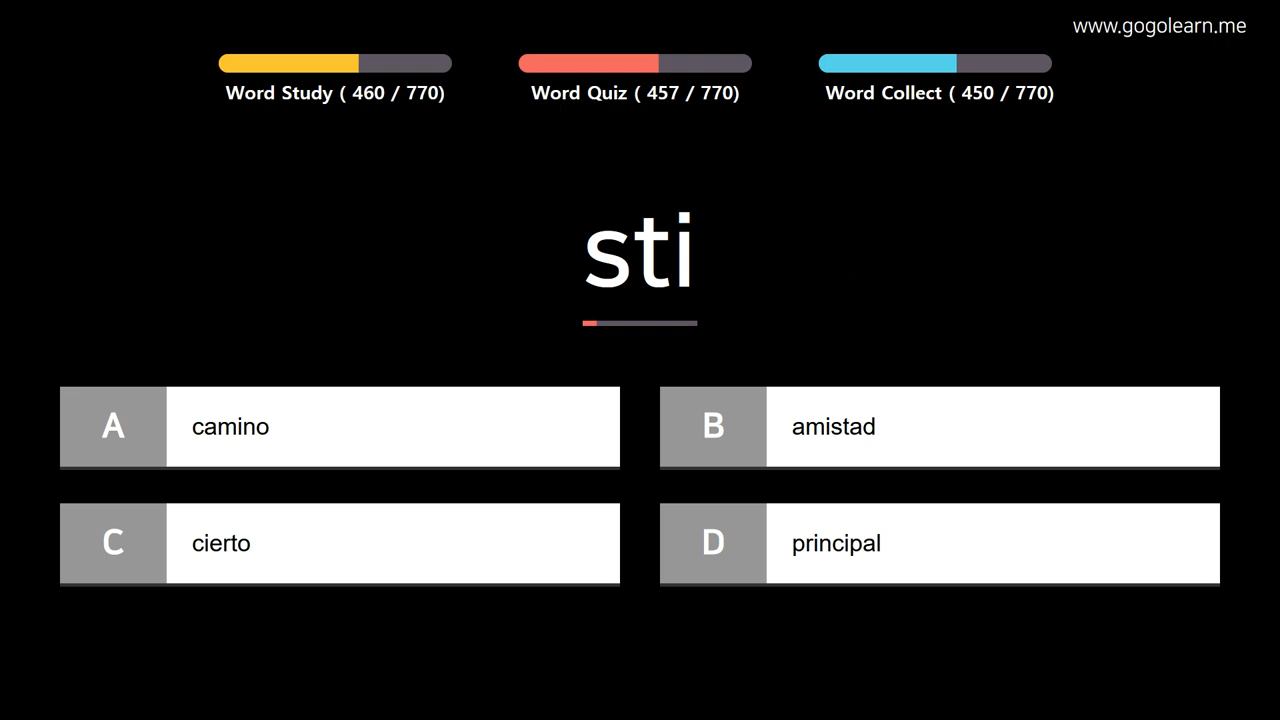 www.gogolearn.me
Word Study ( 460 / 770)
Word Quiz ( 457 / 770)
Word Collect ( 450 / 770)
sti
A camino
B amistad
C cierto
D principal